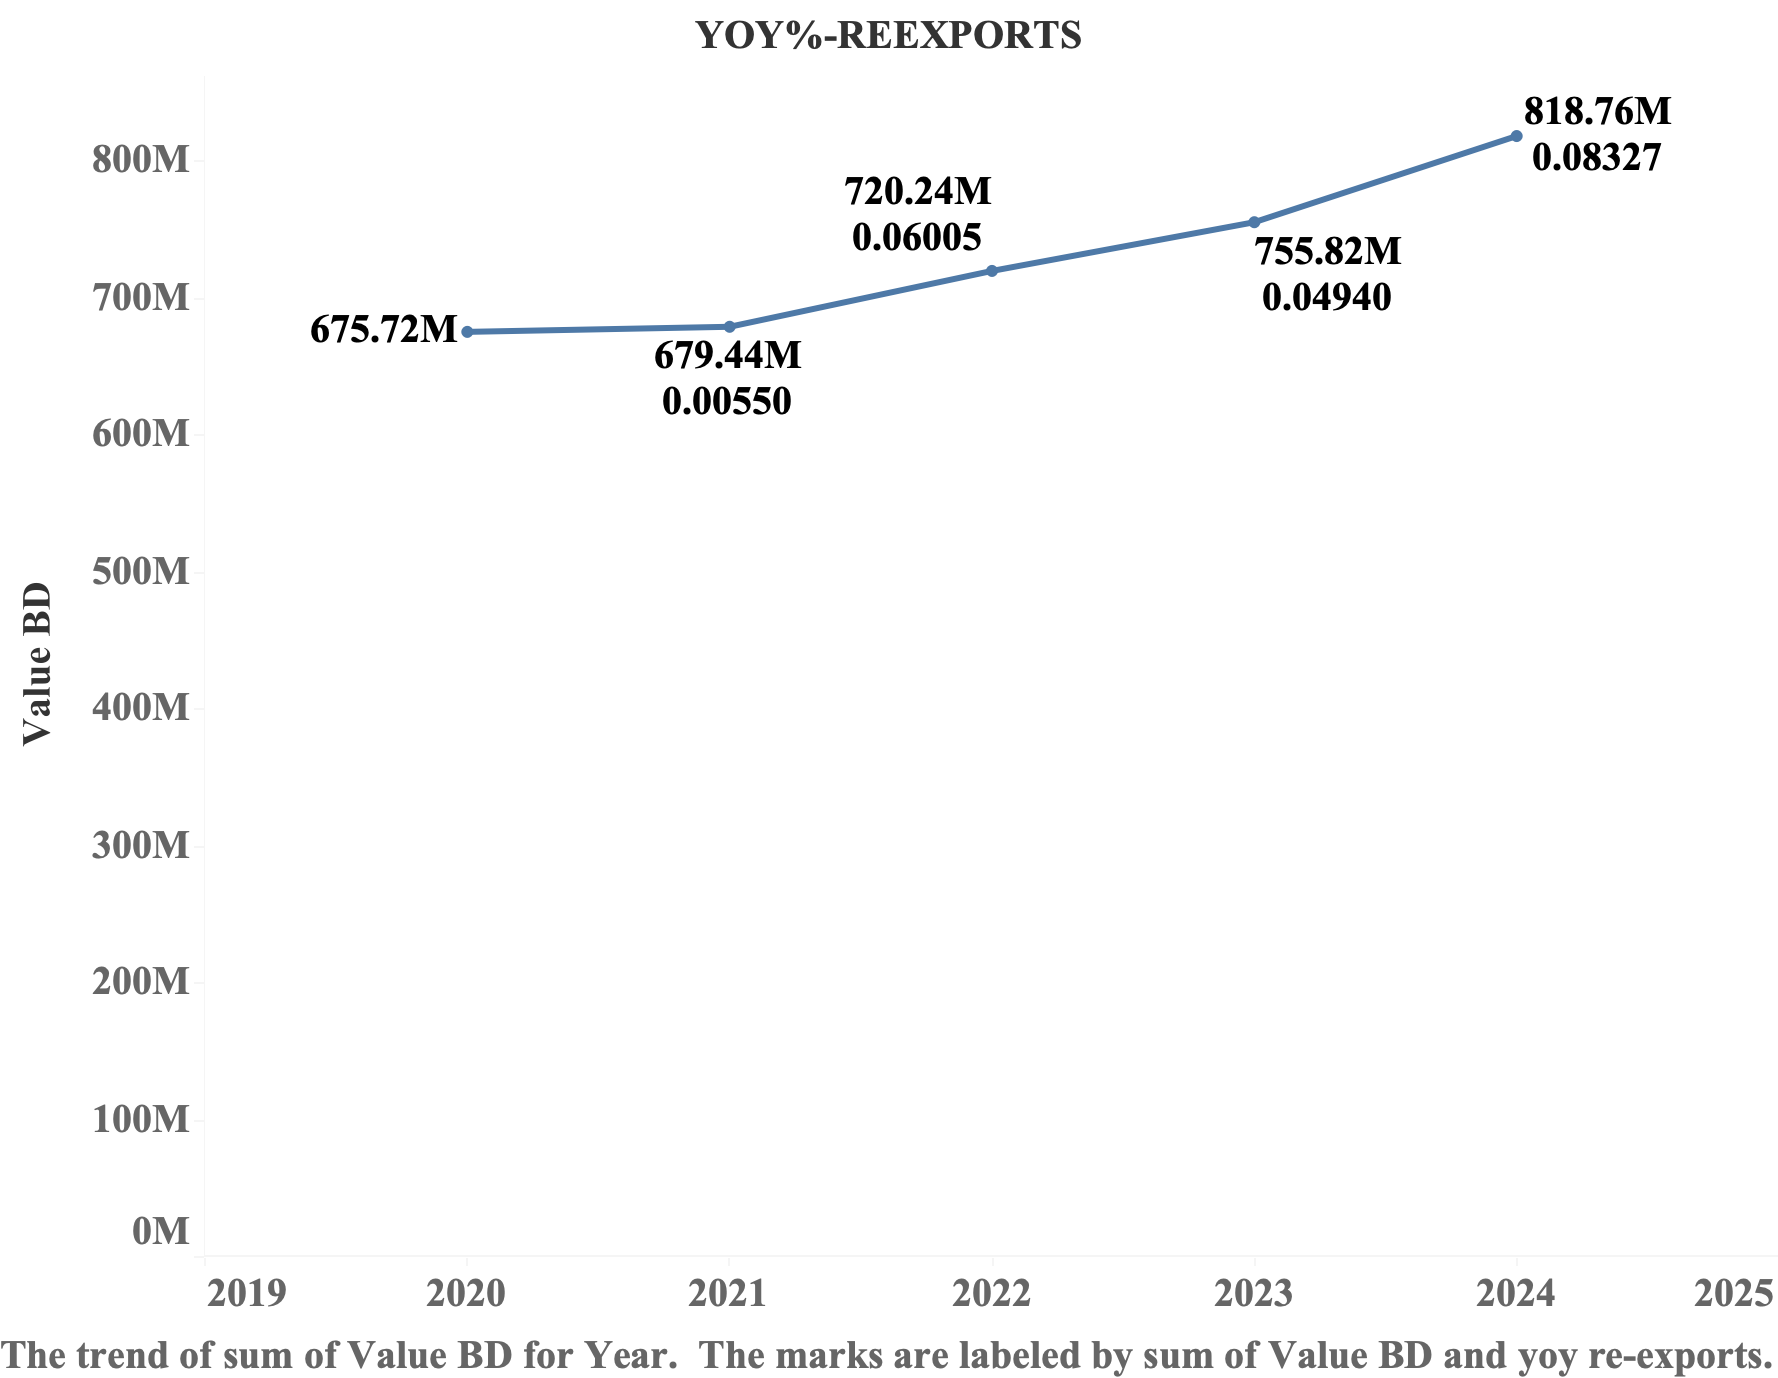 YOY%-REEXPORTS
Value BD
800M
700M
600M
500M
400M
300M
200M
100M
0M
675.72M
679.44M
0.00550
720.24M
0.06005
755.82M
0.04940
818.76M
0.08327
2019 2020 2021 2022 2023 2024 2025
The trend of sum of Value BD for Year.  The marks are labeled by sum of Value BD and yoy re-exports.